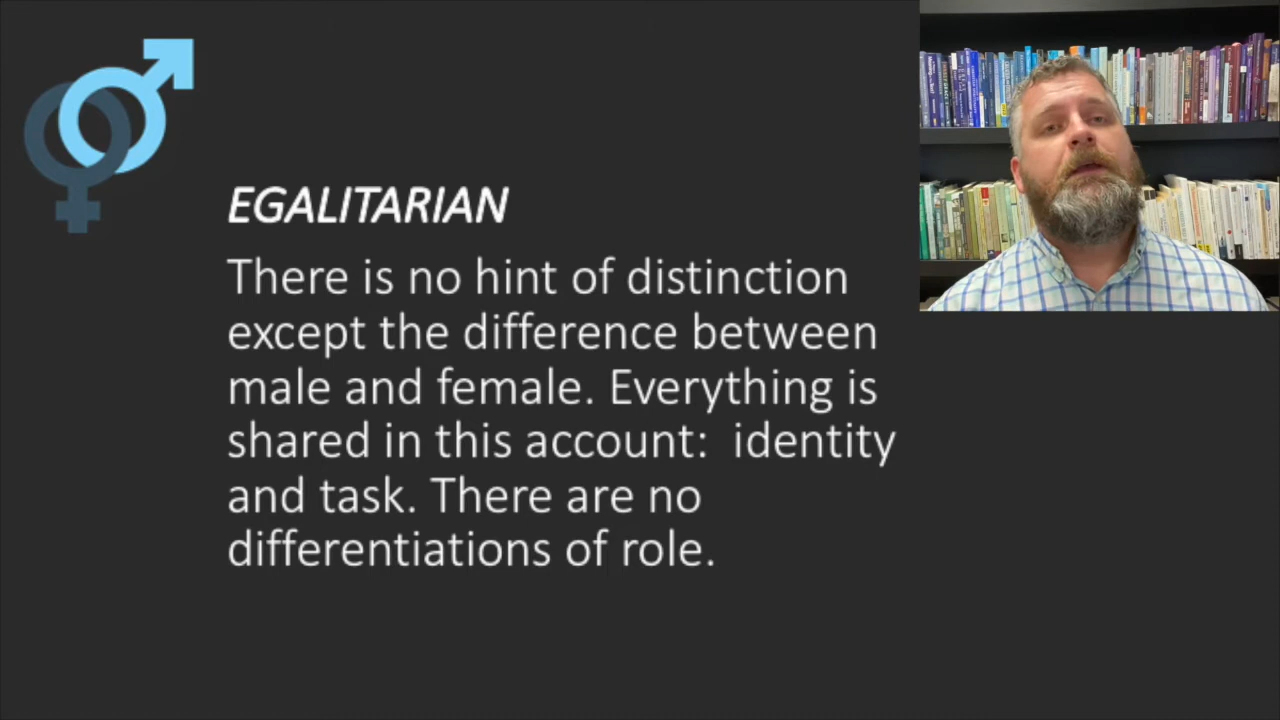 EGALITARIAN
There is no hint of distinction
except the difference between
male and female. Everything is
shared in this account:  identity
and task. There are no
differentiations of role.